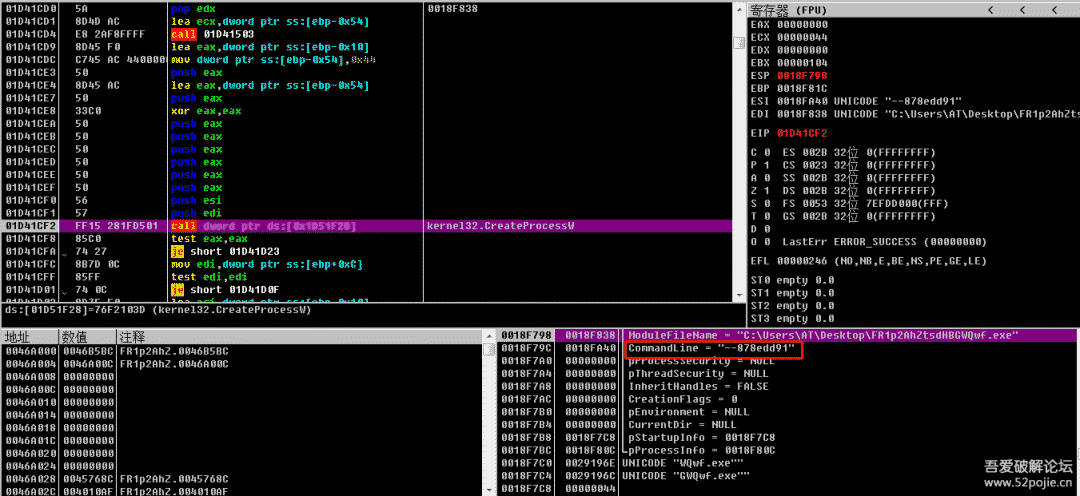 01D41CD0 5A pop edx 0018F838
01D41CD1 8D4D AC lea ecx,dword ptr ss:[ebp-0x54]
01D41CD4 E8 2AF8FFFF call 01D41503
01D41CD9 8D45 F0 lea eax,dword ptr ss:[ebp-0x10]
01D41CDC C745 AC 4400000 mov dword ptr ss:[ebp-0x54],0x44
01D41CE3 50 push eax
01D41CE4 8D45 AC lea eax,dword ptr ss:[ebp-0x54]
01D41CE7 50 push eax
01D41CE8 33C0 xor eax,eax
01D41CEA 50 push eax
01D41CEB 50 push eax
01D41CEC 50 push eax
01D41CED 50 push eax
01D41CEE 50 push eax
01D41CEF 50 push eax
01D41CF0 56 push esi
01D41CF1 57 push edi
01D41CF2 FF15 281FD501 call dword ptr ds:[0x1D51F28] kernel32.CreateProcessW
01D41CF8 85C0 test eax,eax
01D41CFA 74 27 je short 01D41D23
01D41CFC 8B7D 0C mov edi,dword ptr ss:[ebp+0xC]
01D41CFF 85FF test edi,edi
01D41D01 74 0C je short 01D41D0F
ds:[01D51F28]=76F2103D (kernel32.CreateProcessW)
寄存器 (FPU) < < <
EAX 00000000
ECX 00000044
EDX 00000000
EBX 00000104
ESP 0018F798
EBP 0018F81C
ESI 0018FA40 UNICODE "--878edd91"
EDI 0018F838 UNICODE "C:\Users\AT\Desktop\FR1p2AhZts
EIP 01D41CF2
C 0 ES 002B 32位 0(FFFFFFFF)
P 1 CS 0023 32位 0(FFFFFFFF)
A 0 SS 002B 32位 0(FFFFFFFF)
Z 1 DS 002B 32位 0(FFFFFFFF)
S 0 FS 0053 32位 7EFDD000(FFF)
T 0 GS 002B 32位 0(FFFFFFFF)
D 0
O 0 LastErr ERROR_SUCCESS (00000000)
EFL 00000246 (NO,NB,E,BE,NS,PE,GE,LE)
ST0 empty 0.0
ST1 empty 0.0
ST2 empty 0.0
ST3 empty 0.0
地址 数值 注释
0046A000 0046B5BC FR1p2AhZ.0046B5BC
0046A004 0046A00C FR1p2AhZ.0046A00C
0046A008 00000000
0046A00C 00000000
0046A010 00000000
0046A014 00000000
0046A018 00000000
0046A01C 00000000
0046A020 00000000
0046A024 00000000
0046A028 0045768C FR1p2AhZ.0045768C
0046A02C 004010AF FR1p2AhZ.004010AF
0018F798 0018F838 ModuleFileName = "C:\Users\AT\Desktop\FR1p2AhZtsdHBGWQwf.exe"
0018F79C 0018FA40 CommandLine = "--878edd91"
0018F7A0 00000000 pProcessSecurity = NULL
0018F7A4 00000000 pThreadSecurity = NULL
0018F7A8 00000000 InheritHandles = FALSE
0018F7AC 00000000 CreationFlags = 0
0018F7B0 00000000 pEnvironment = NULL
0018F7B4 00000000 CurrentDir = NULL
0018F7B8 0018F7C8 pStartupInfo = 0018F7C8
0018F7BC 0018F80C pProcessInfo = 0018F80C
0018F7C0 0029196E UNICODE "WQwf.exe""
0018F7C4 0029196C UNICODE "GWQwf.exe""
0018F7C8 00000044
吾爱破解论坛
www.52pojie.cn